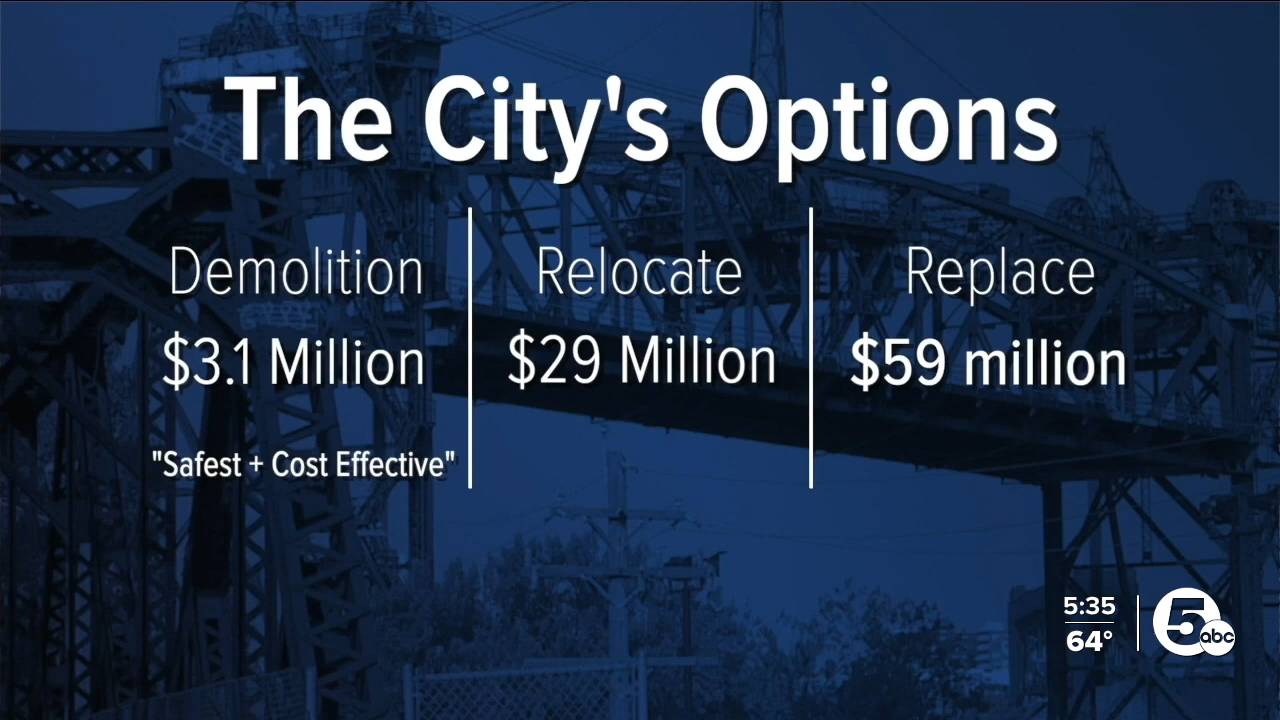 The City's Options
Demolition
$3.1 Million
"Safest + Cost Effective"
Relocate
$29 Million
Replace
$59 million
5:35
64°
5
abc